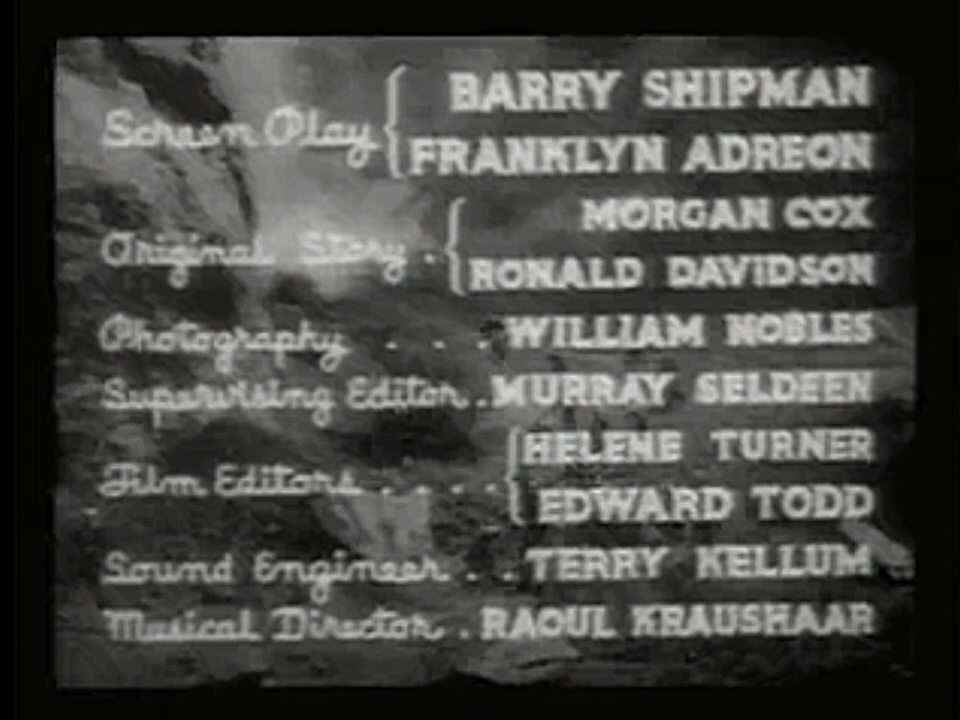 Screen Play { BARRY SHIPMAN
FRANKLYN ADREON
Original Story . { MORGAN COX
RONALD DAVIDSON
Photography . . . . WILLIAM NOBLES
Supervising Editor . MURRAY SELDEEN
Film Editors . . . . { HELENE TURNER
EDWARD TODD
Sound Engineer . . TERRY KELLUM
Musical Director . RAOUL KRAUSHAAR